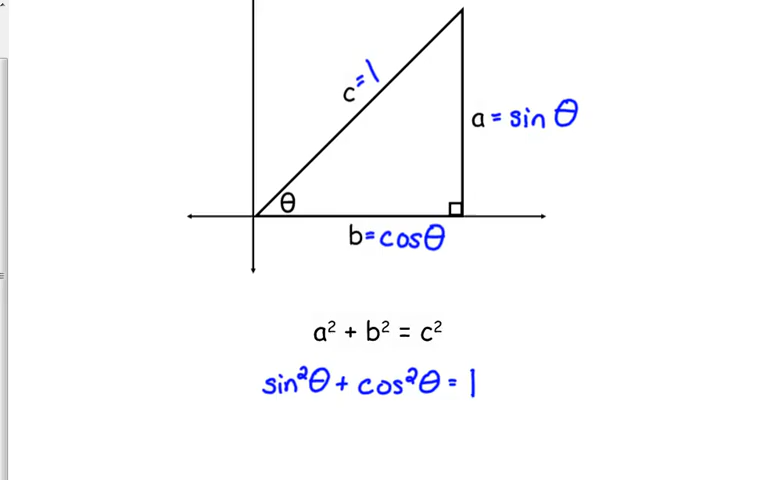 c = 1
a = sin θ
θ
b = cosθ
a² + b² = c²
sin²θ + cos²θ = 1